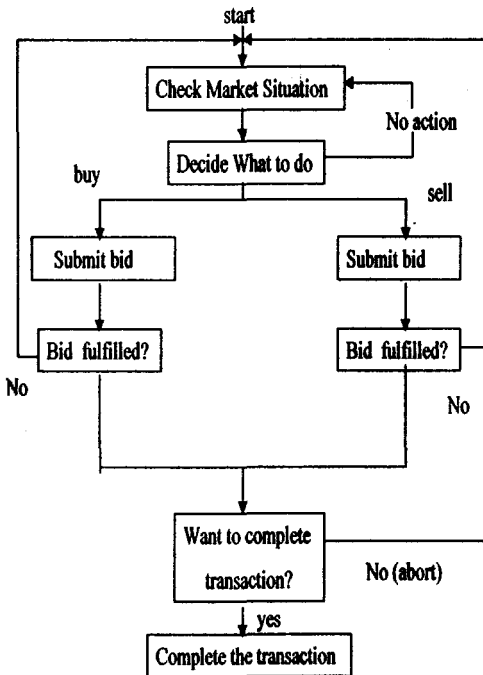 start
Check Market Situation
No action
Decide What to do
buy
sell
Submit bid
Submit bid
Bid fulfilled?
Bid fulfilled?
No
No
Want to complete
transaction?
No (abort)
yes
Complete the transaction